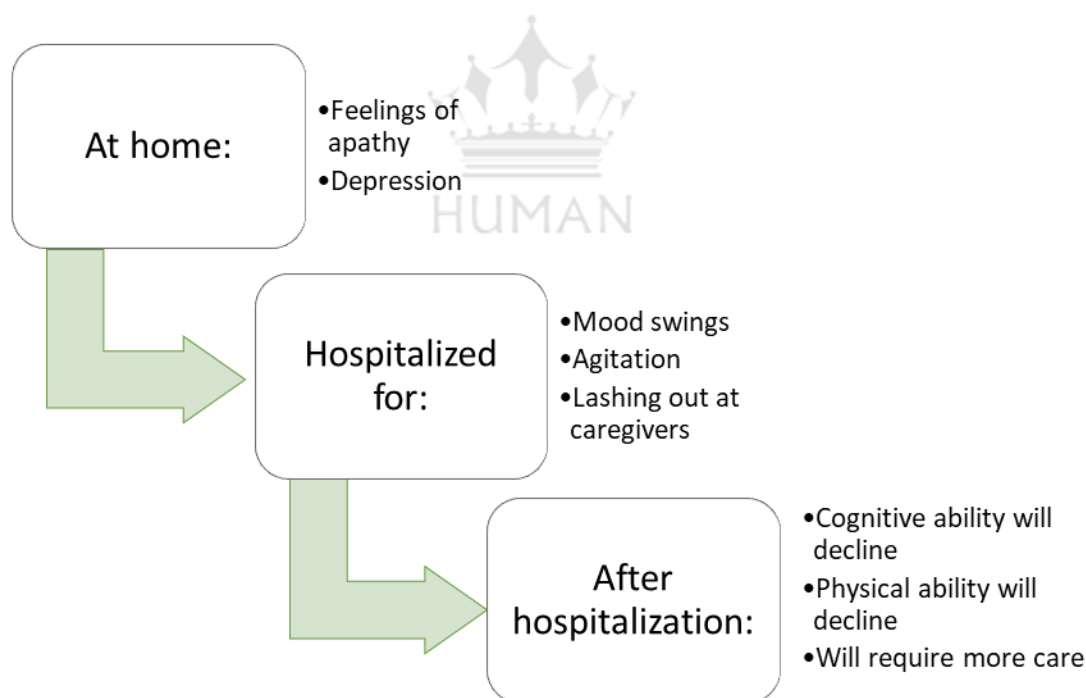 At home:
•Feelings of
apathy
•Depression
HUMAN
Hospitalized
for:
•Mood swings
•Agitation
•Lashing out at
caregivers
After
hospitalization:
•Cognitive ability will
decline
•Physical ability will
decline
•Will require more care